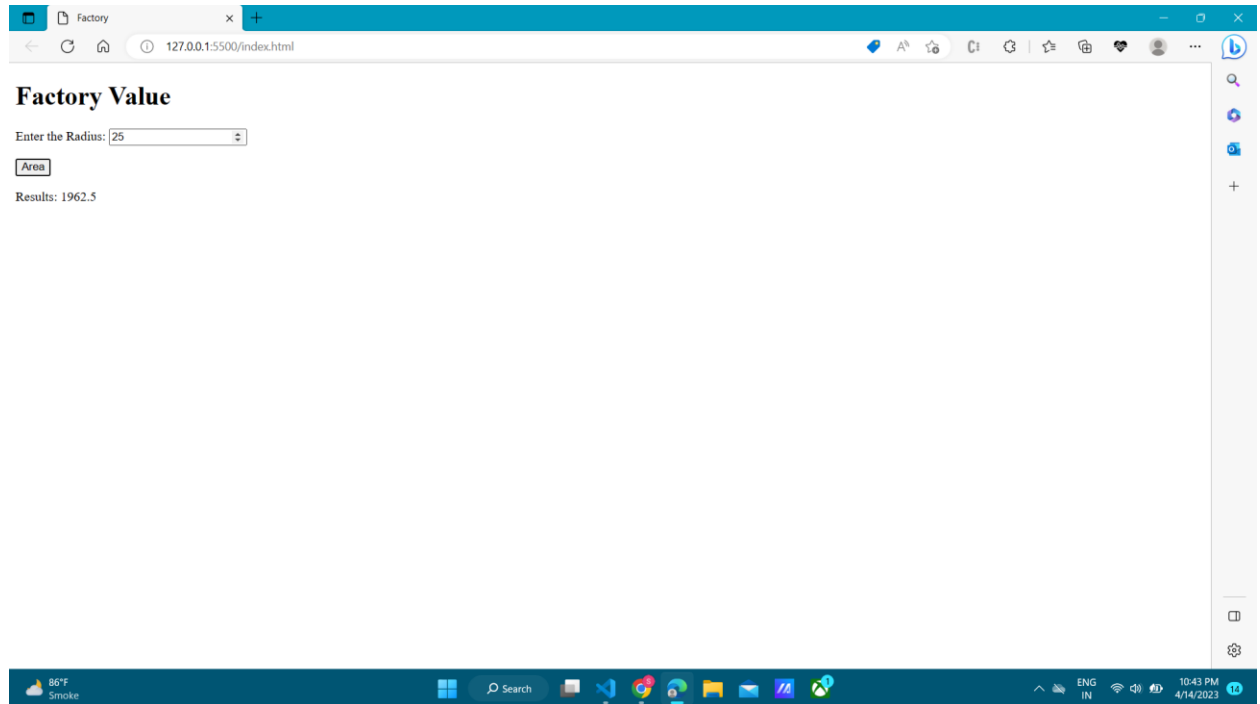 Factory
127.0.0.1:5500/index.html
Factory Value
Enter the Radius: 25
Area
Results: 1962.5
86°F
Smoke
Search
ENG
IN
10:43 PM
4/14/2023
14